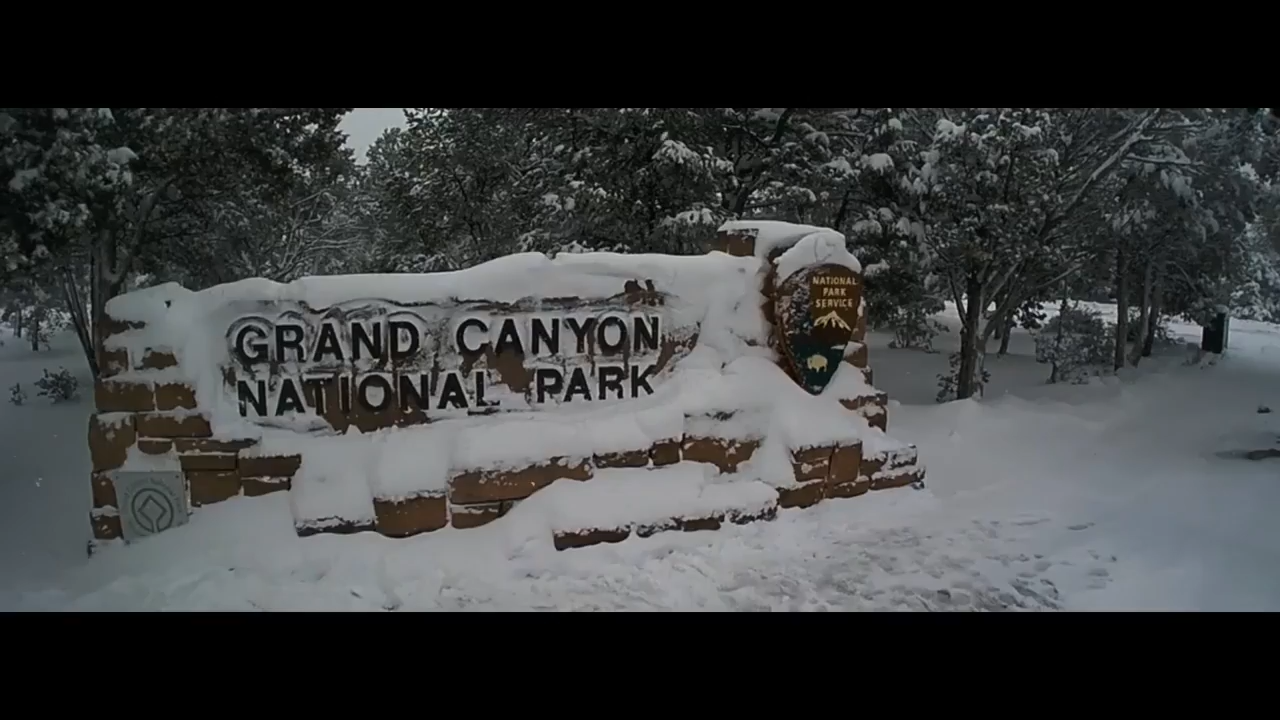 GRAND CANYON
NATIONAL PARK
NATIONAL
PARK
SERVICE